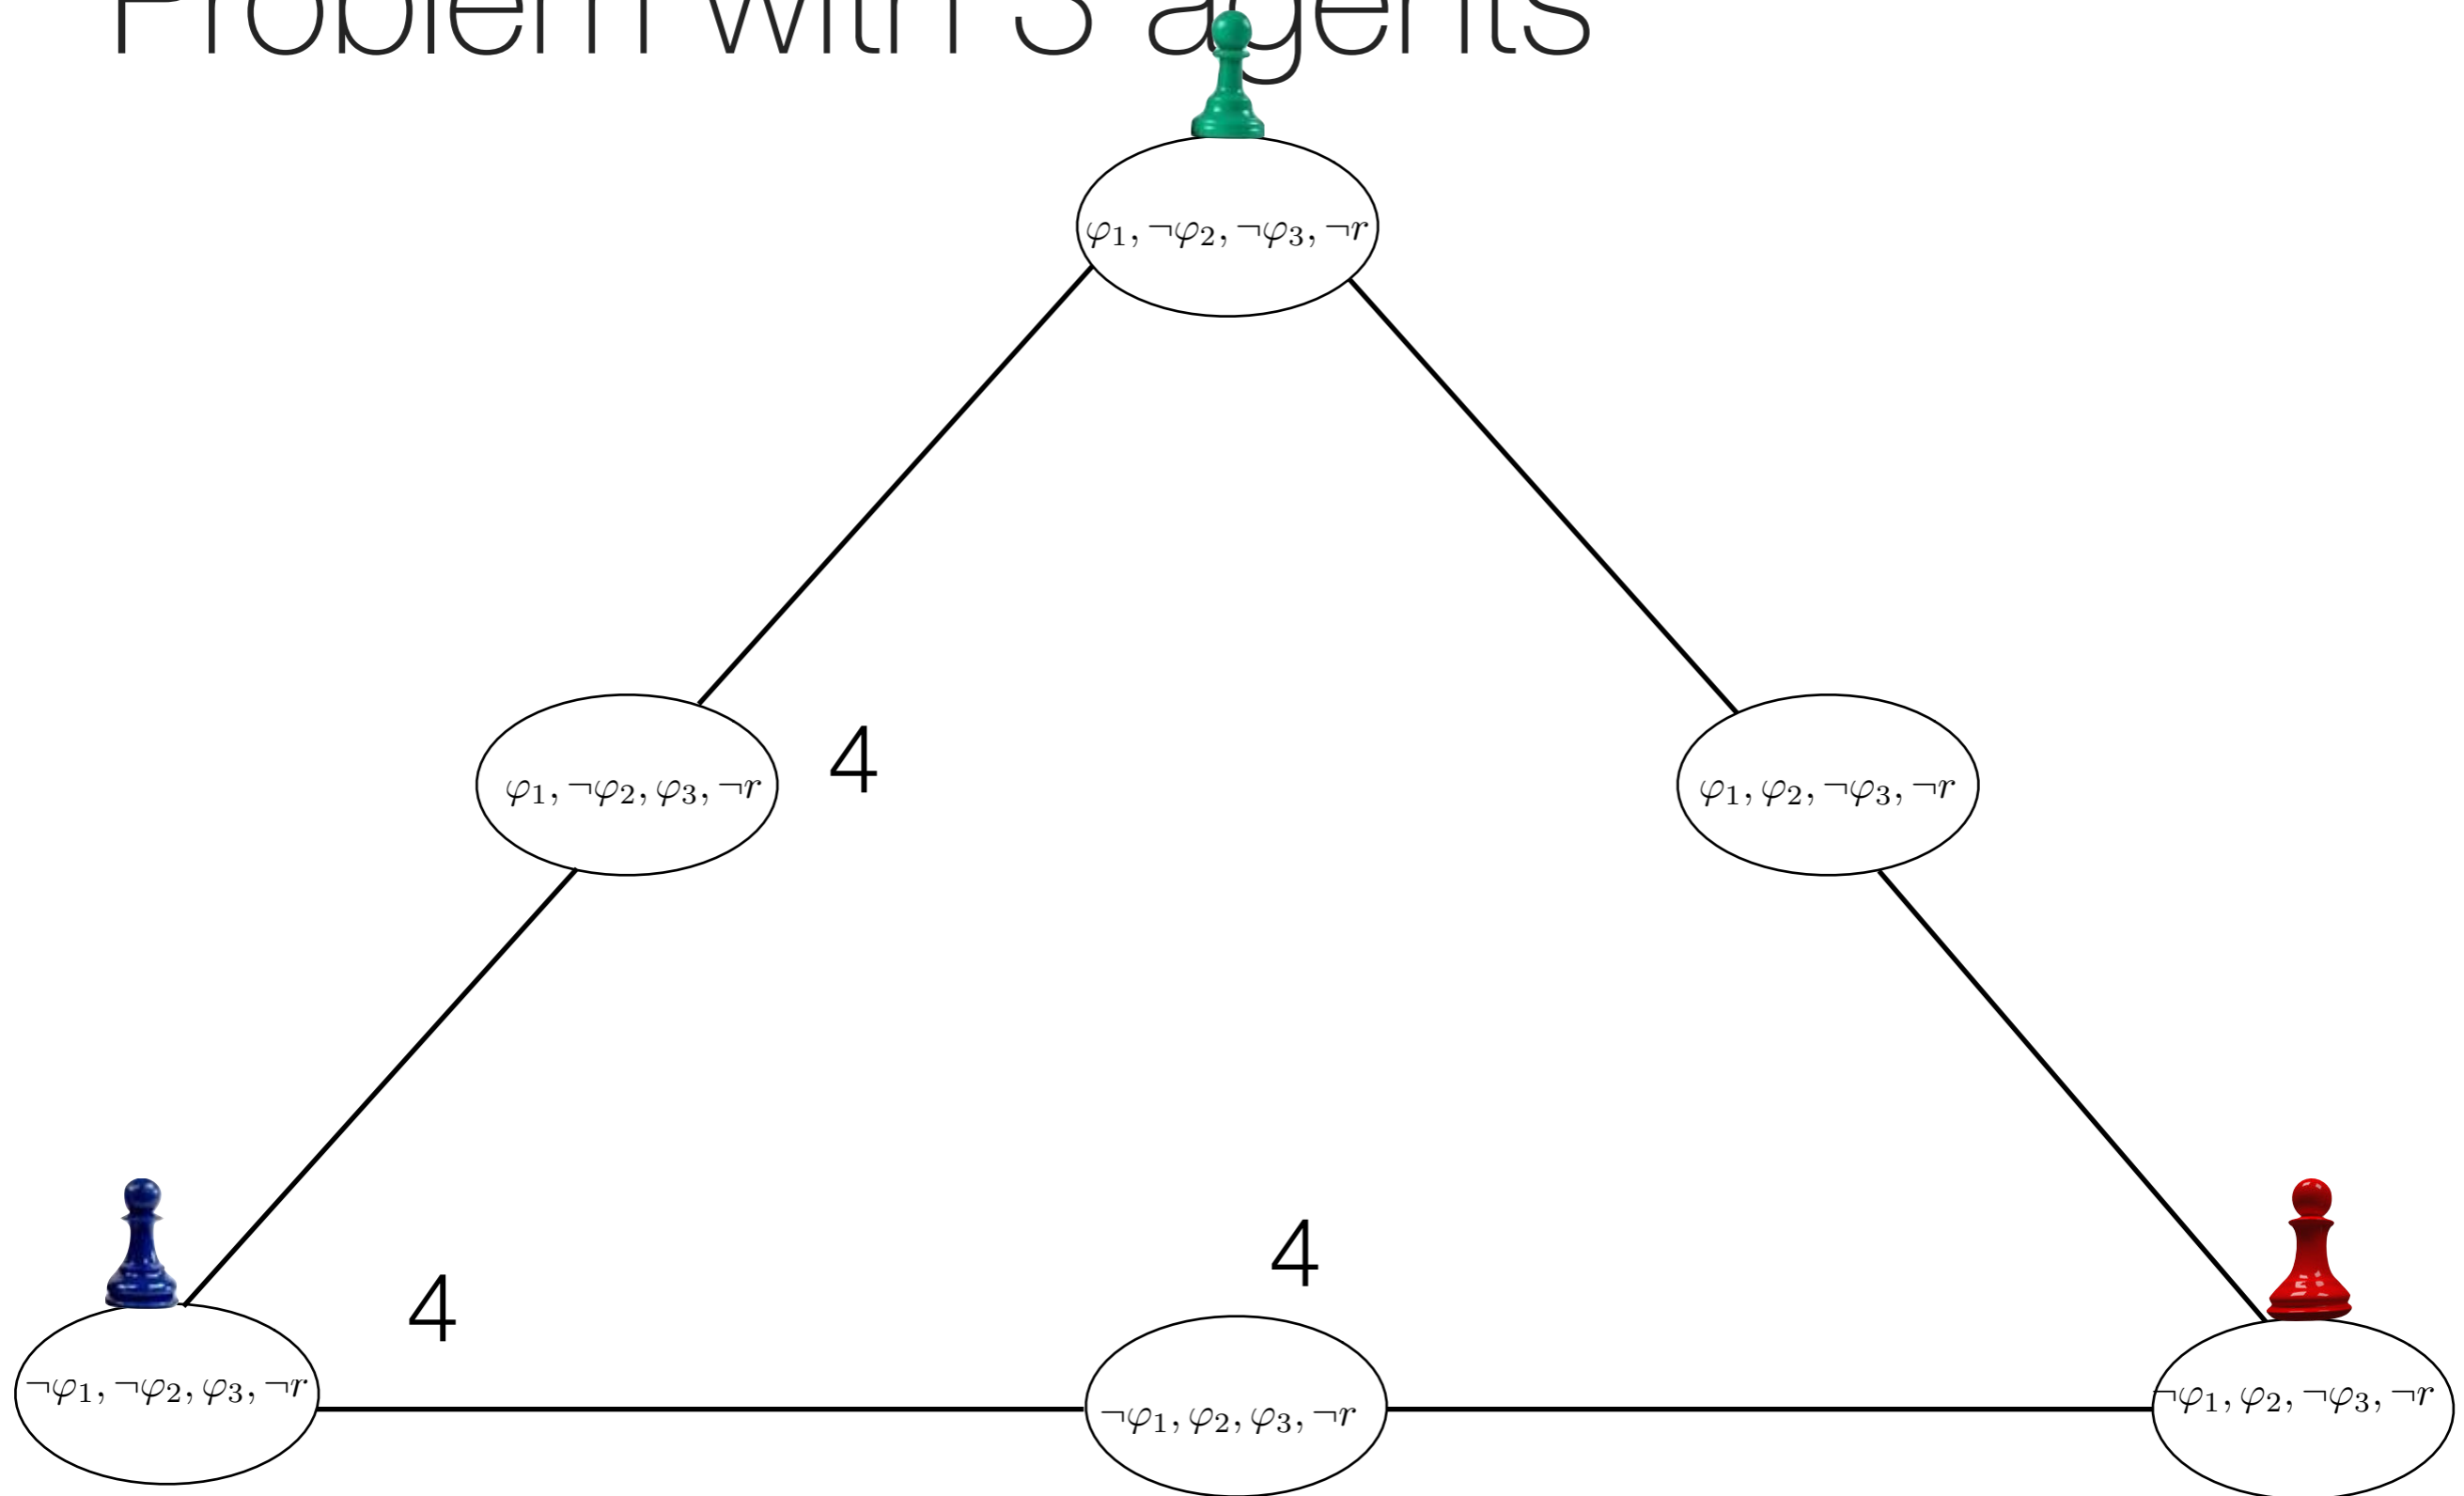 Problem with 3 agents
φ₁, ¬φ₂, ¬φ₃, ¬r
φ₁, ¬φ₂, φ₃, ¬r
4
φ₁, φ₂, ¬φ₃, ¬r
4
4
¬φ₁, ¬φ₂, φ₃, ¬r
¬φ₁, φ₂, φ₃, ¬r
¬φ₁, φ₂, ¬φ₃, ¬r